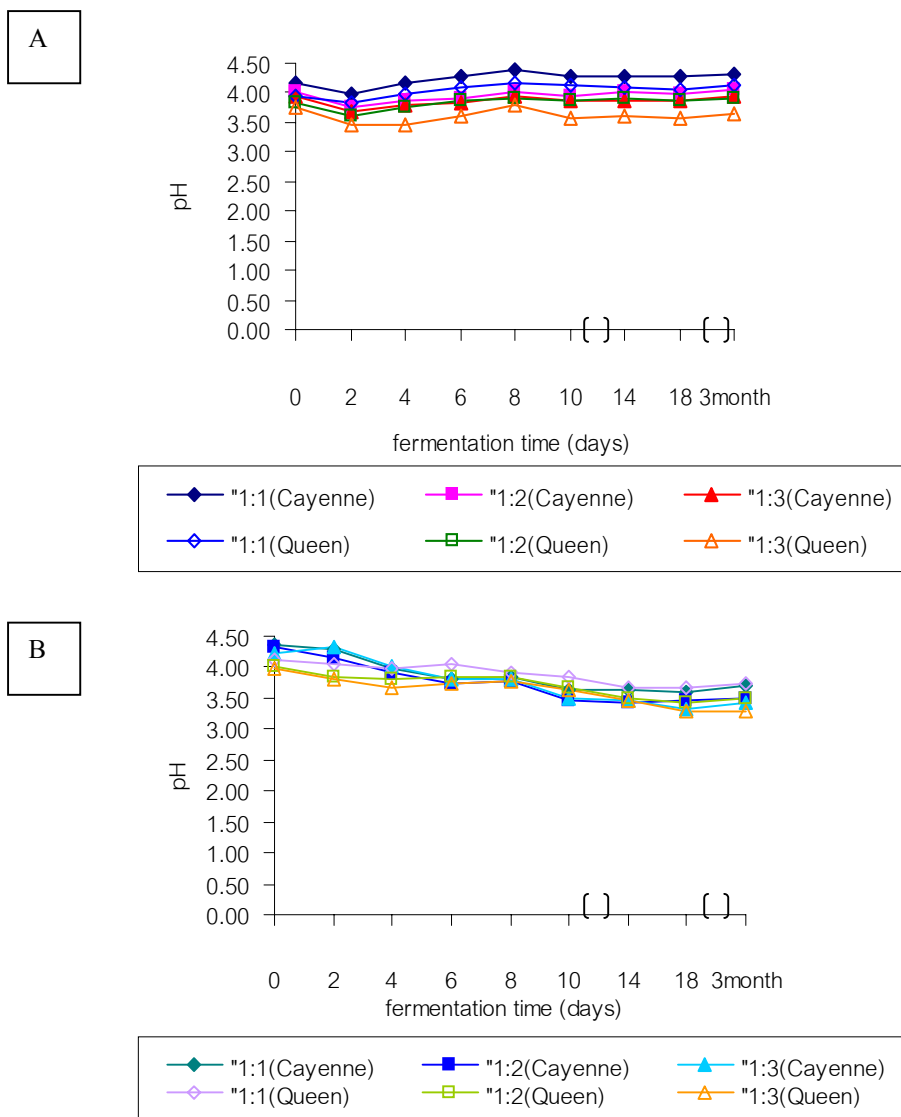 A
4.50
4.00
3.50
3.00
2.50
2.00
1.50
1.00
0.50
0.00
pH
0 2 4 6 8 10 14 18 3month
fermentation time (days)
"1:1(Cayenne) "1:2(Cayenne) "1:3(Cayenne)
"1:1(Queen) "1:2(Queen) "1:3(Queen)
B
4.50
4.00
3.50
3.00
2.50
2.00
1.50
1.00
0.50
0.00
pH
0 2 4 6 8 10 14 18 3month
fermentation time (days)
"1:1(Cayenne) "1:2(Cayenne) "1:3(Cayenne)
"1:1(Queen) "1:2(Queen) "1:3(Queen)